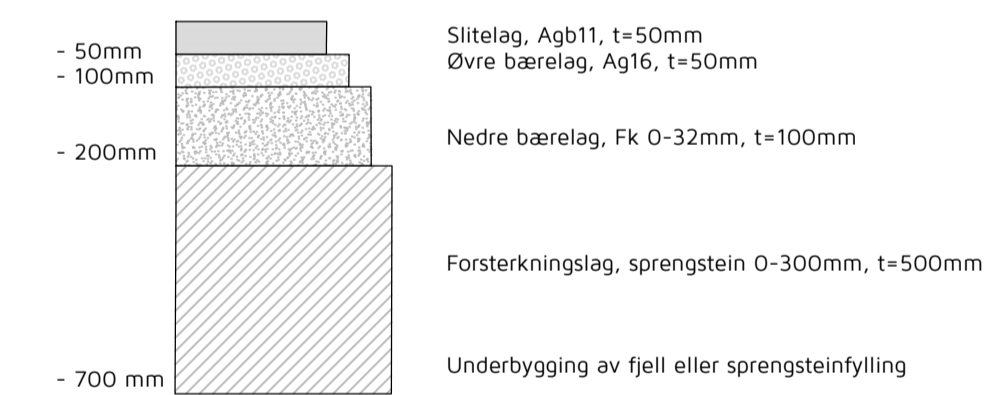 Slitelag, Agb11, t=50mm
- 50mm
Øvre bærelag, Ag16, t=50mm
- 100mm
Nedre bærelag, Fk 0-32mm, t=100mm
- 200mm
Forsterkningslag, sprengstein 0-300mm, t=500mm
Underbygging av fjell eller sprengsteinfylling
- 700 mm